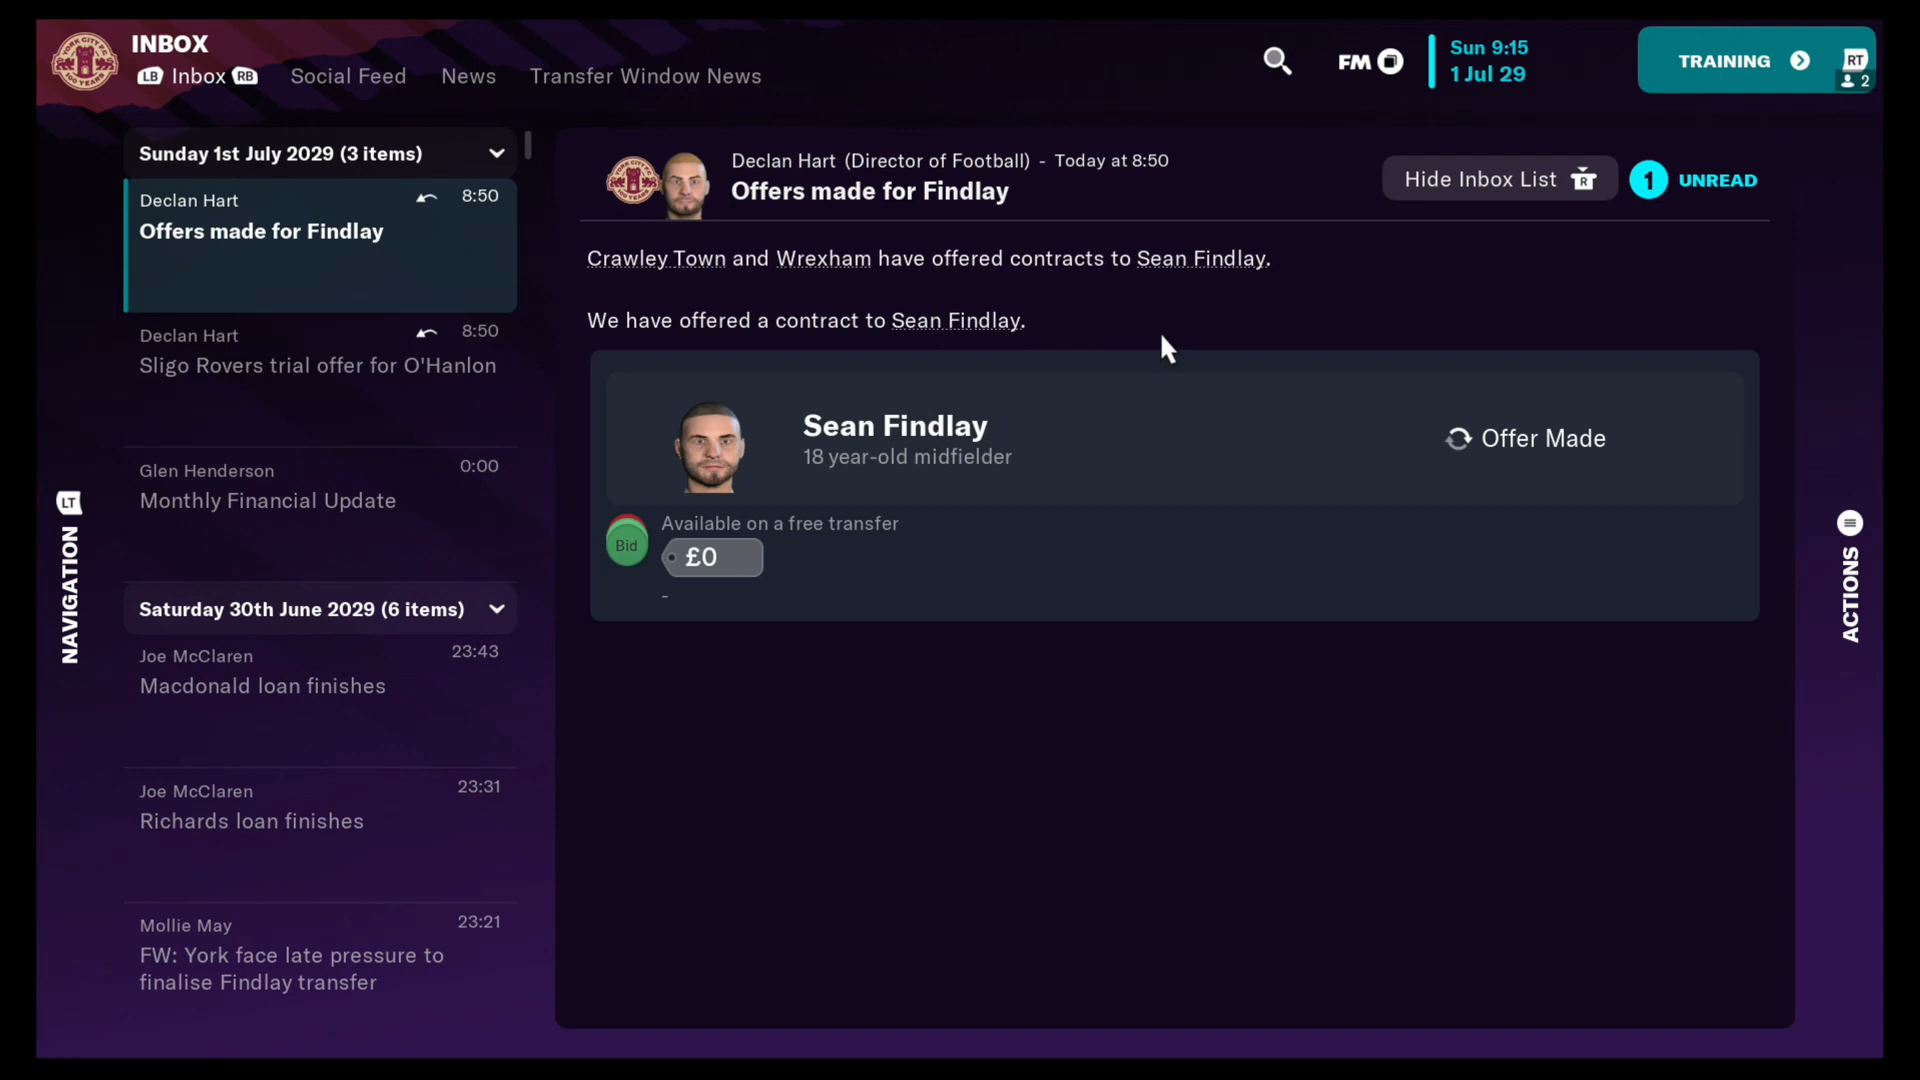 INBOX
LB Inbox RB Social Feed News Transfer Window News
FM
Sun 9:15
1 Jul 29
TRAINING RT
2
Sunday 1st July 2029 (3 items)
Declan Hart 8:50
Offers made for Findlay
Declan Hart 8:50
Sligo Rovers trial offer for O'Hanlon
Glen Henderson 0:00
Monthly Financial Update
Saturday 30th June 2029 (6 items)
Joe McClaren 23:43
Macdonald loan finishes
Joe McClaren 23:31
Richards loan finishes
Mollie May 23:21
FW: York face late pressure to
finalise Findlay transfer
LT
NAVIGATION
Declan Hart (Director of Football) - Today at 8:50
Offers made for Findlay
Hide Inbox List R
1 UNREAD
Crawley Town and Wrexham have offered contracts to Sean Findlay.
We have offered a contract to Sean Findlay.
Sean Findlay
18 year-old midfielder
Offer Made
Bid
Available on a free transfer
£0
-
ACTIONS